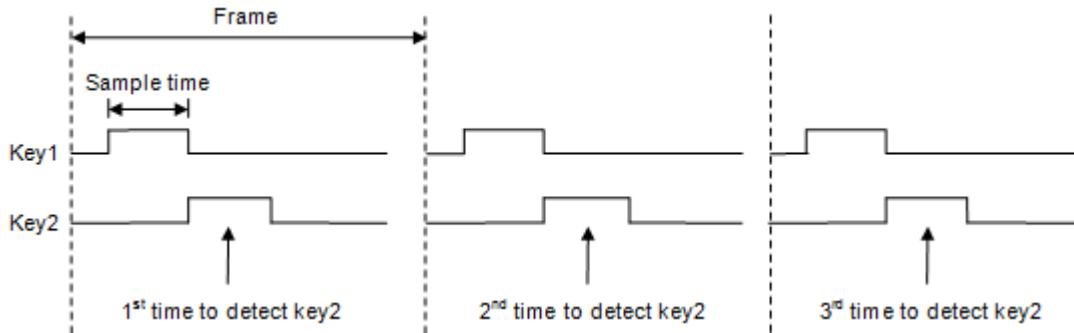 Frame
Sample time
Key1
Key2
1st time to detect key2
2nd time to detect key2
3rd time to detect key2